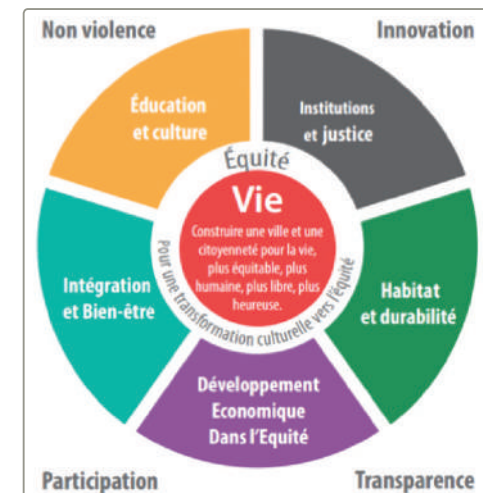 Non violence
Innovation
Éducation
et culture
Institutions
et justice
Équité
Vie
Construire une ville et une
citoyenneté pour la vie,
plus équitable, plus
humaine, plus libre, plus
heureuse.
Pour une transformation culturelle vers l'équité
Intégration
et Bien-être
Habitat
et durabilité
Développement
Economique
Dans l'Equité
Participation
Transparence